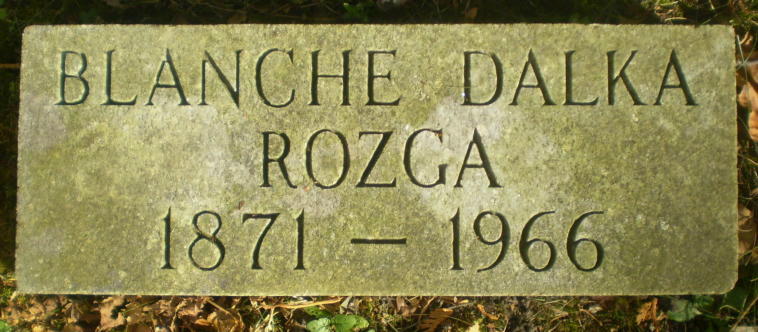 BLANCHE DALKA
ROZGA
1871 — 1966